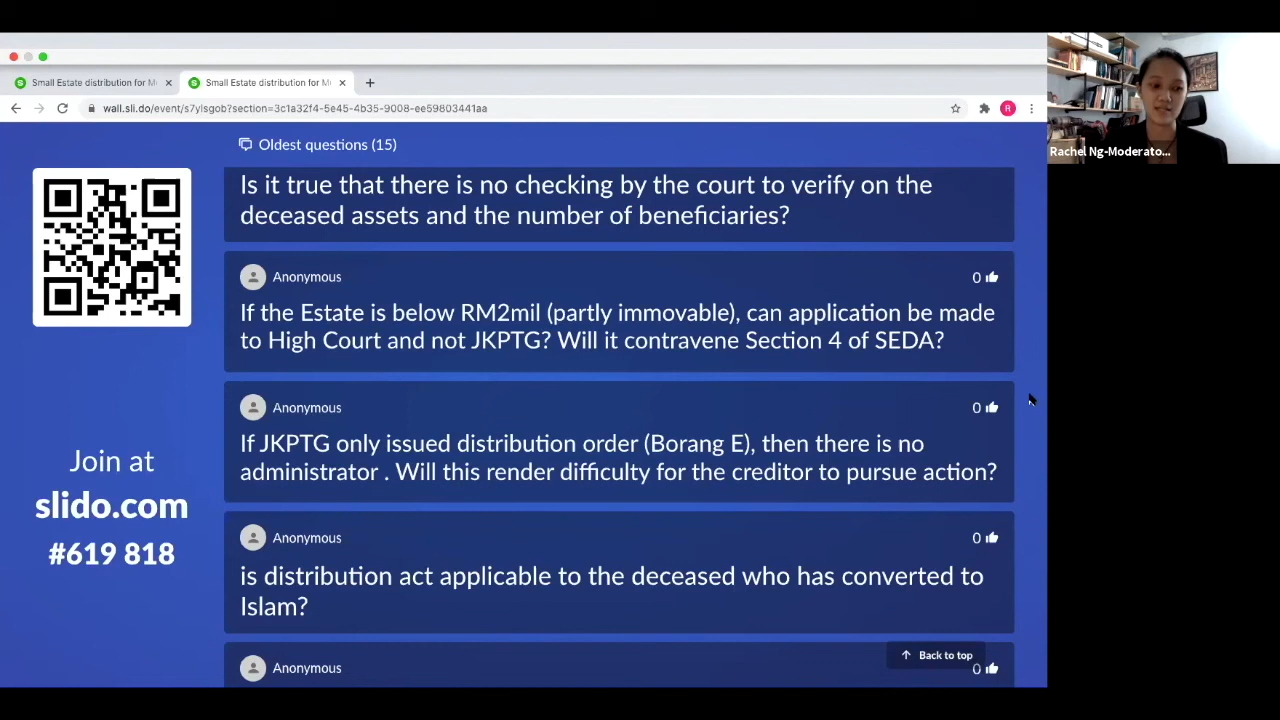 Small Estate distribution for M
Small Estate distribution for M
wall.sli.do/event/s7ylsgob?section=3c1a32f4-5e45-4b35-9008-ee59803441aa
R
Rachel Ng-Moderato...
Oldest questions (15)
Is it true that there is no checking by the court to verify on the
deceased assets and the number of beneficiaries?
Anonymous
0
If the Estate is below RM2mil (partly immovable), can application be made
to High Court and not JKPTG? Will it contravene Section 4 of SEDA?
Anonymous
0
If JKPTG only issued distribution order (Borang E), then there is no
administrator . Will this render difficulty for the creditor to pursue action?
Anonymous
0
is distribution act applicable to the deceased who has converted to
Islam?
Anonymous
0
Back to top
Join at
slido.com
#619 818